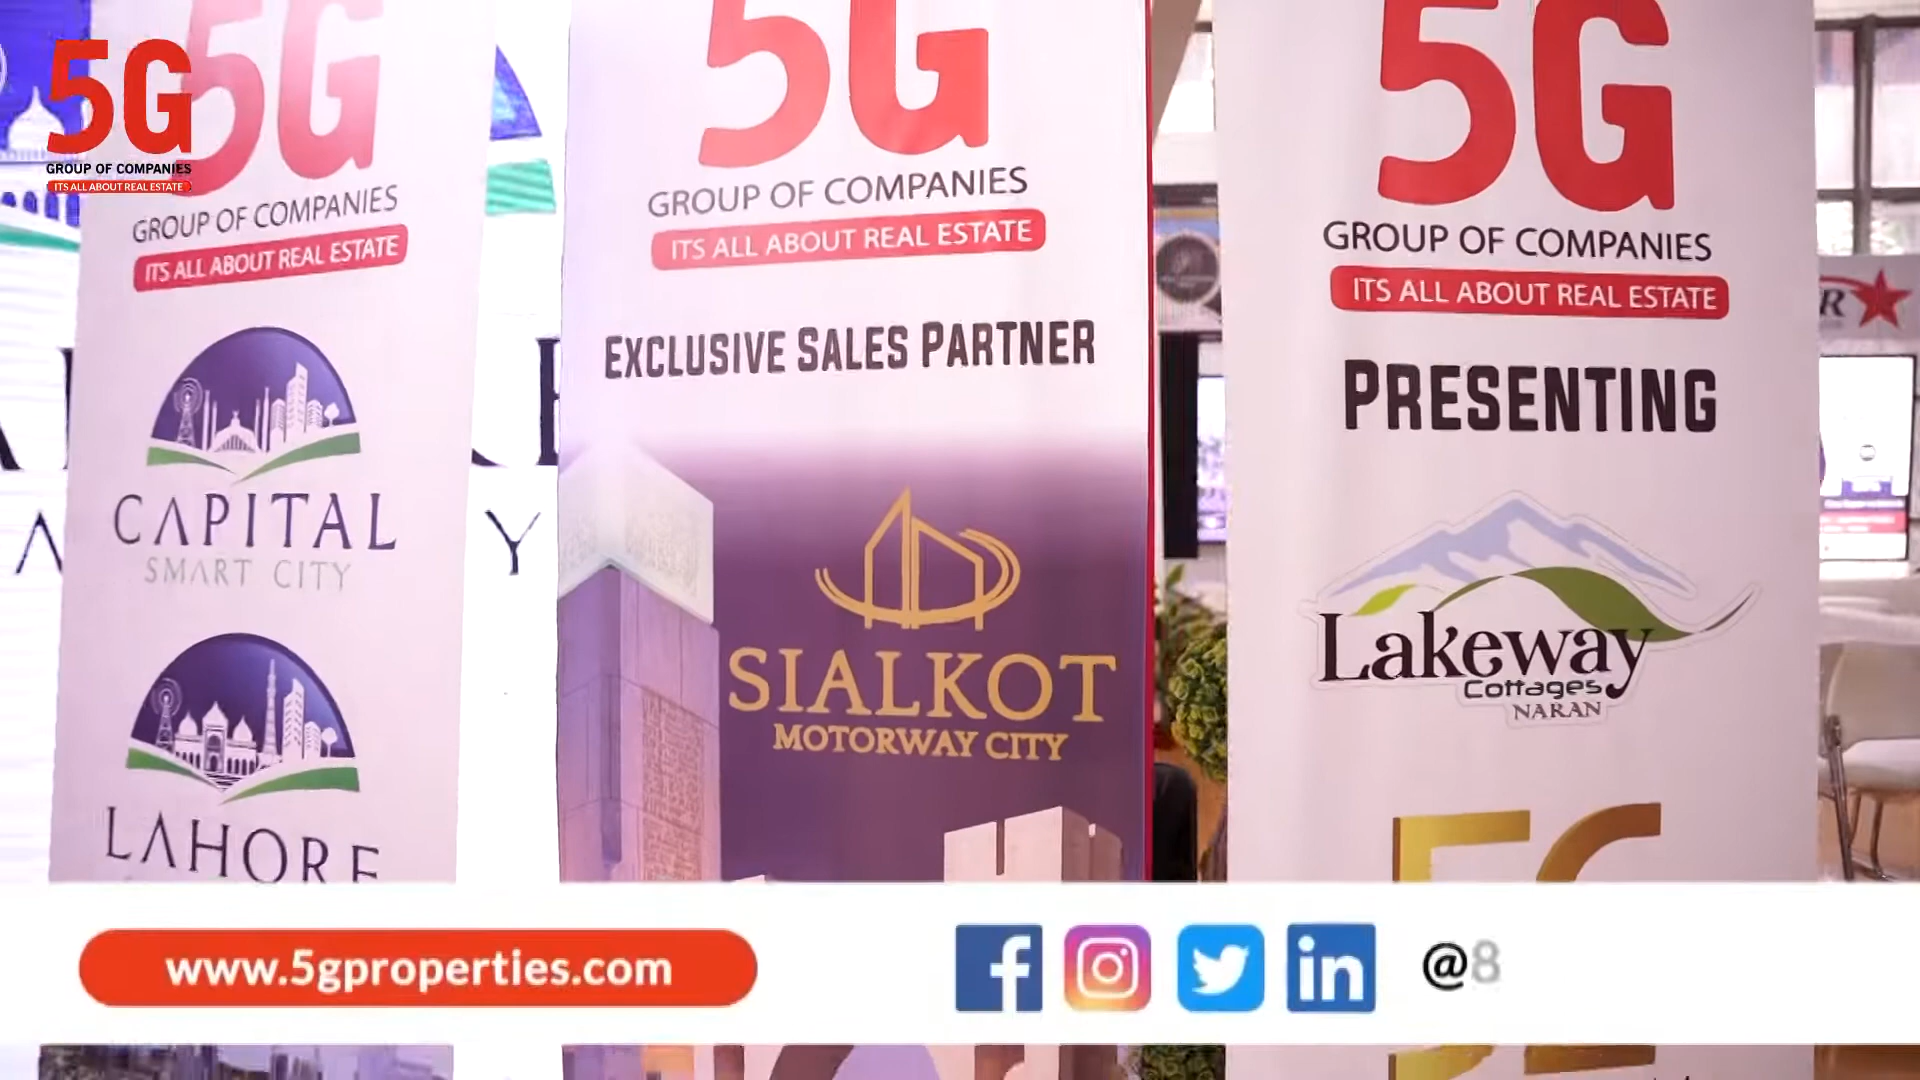 5G
GROUP OF COMPANIES
ITS ALL ABOUT REAL ESTATE
5G
GROUP OF COMPANIES
ITS ALL ABOUT REAL ESTATE
CAPITAL
SMART CITY
LAHORE
5G
GROUP OF COMPANIES
ITS ALL ABOUT REAL ESTATE
EXCLUSIVE SALES PARTNER
SIALKOT
MOTORWAY CITY
5G
GROUP OF COMPANIES
ITS ALL ABOUT REAL ESTATE
PRESENTING
Lakeway
Cottages
NARAN
www.5gproperties.com
@8